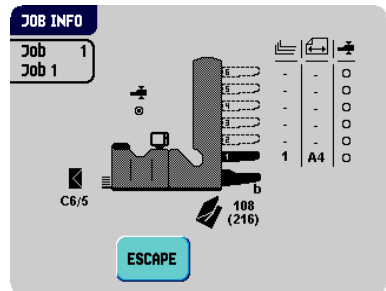 JOB INFO
Job 1
Job 1
6 - - o
5 - - o
4 - - o
3 - - o
2 - - o
1 1 A4 o
b
C6/5
108
(216)
ESCAPE